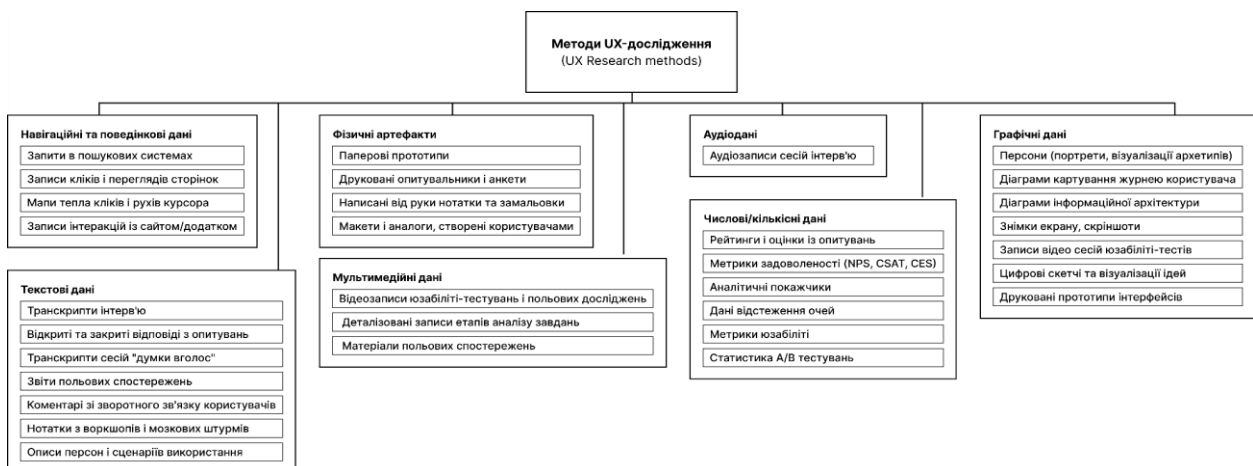 Методи UX-дослідження
(UX Research methods)
Навігаційні та поведінкові дані
Запити в пошукових системах
Записи кліків і переглядів сторінок
Мапи тепла кліків і рухів курсора
Записи інтеракцій із сайтом/додатком
Текстові дані
Транскрипти інтерв'ю
Відкриті та закриті відповіді з опитувань
Транскрипти сесій "думки вголос"
Звіти польових спостережень
Коментарі зі зворотного зв'язку користувачів
Нотатки з воркшопів і мозкових штурмів
Описи персон і сценаріїв використання
Фізичні артефакти
Паперові прототипи
Друковані опитувальники і анкети
Написані від руки нотатки та замальовки
Макети і аналоги, створені користувачами
Мультимедійні дані
Відеозаписи юзабіліті-тестувань і польових досліджень
Деталізовані записи етапів аналізу завдань
Матеріали польових спостережень
Аудіодані
Аудіозаписи сесій інтерв'ю
Числові/кількісні дані
Рейтинги і оцінки із опитувань
Метрики задоволеності (NPS, CSAT, CES)
Аналітичні покажчики
Дані відстеження очей
Метрики юзабіліті
Статистика A/B тестувань
Графічні дані
Персони (портрети, візуалізації архетипів)
Діаграми картування журнею користувача
Діаграми інформаційної архітектури
Знімки екрану, скріншоти
Записи відео сесій юзабіліті-тестів
Цифрові скетчі та візуалізації ідей
Друковані прототипи інтерфейсів